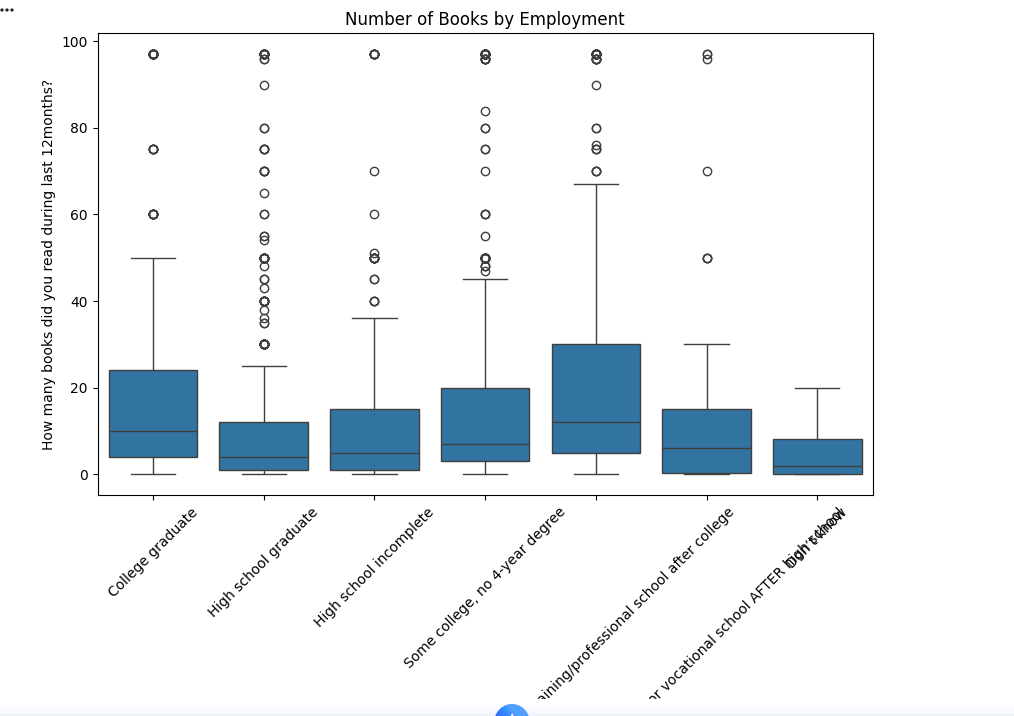 Number of Books by Employment
How many books did you read during last 12months?
100
80
60
40
20
0
College graduate
High school graduate
High school incomplete
Some college, no 4-year degree
aining/professional school after college
or vocational school AFTER high school
Don't know